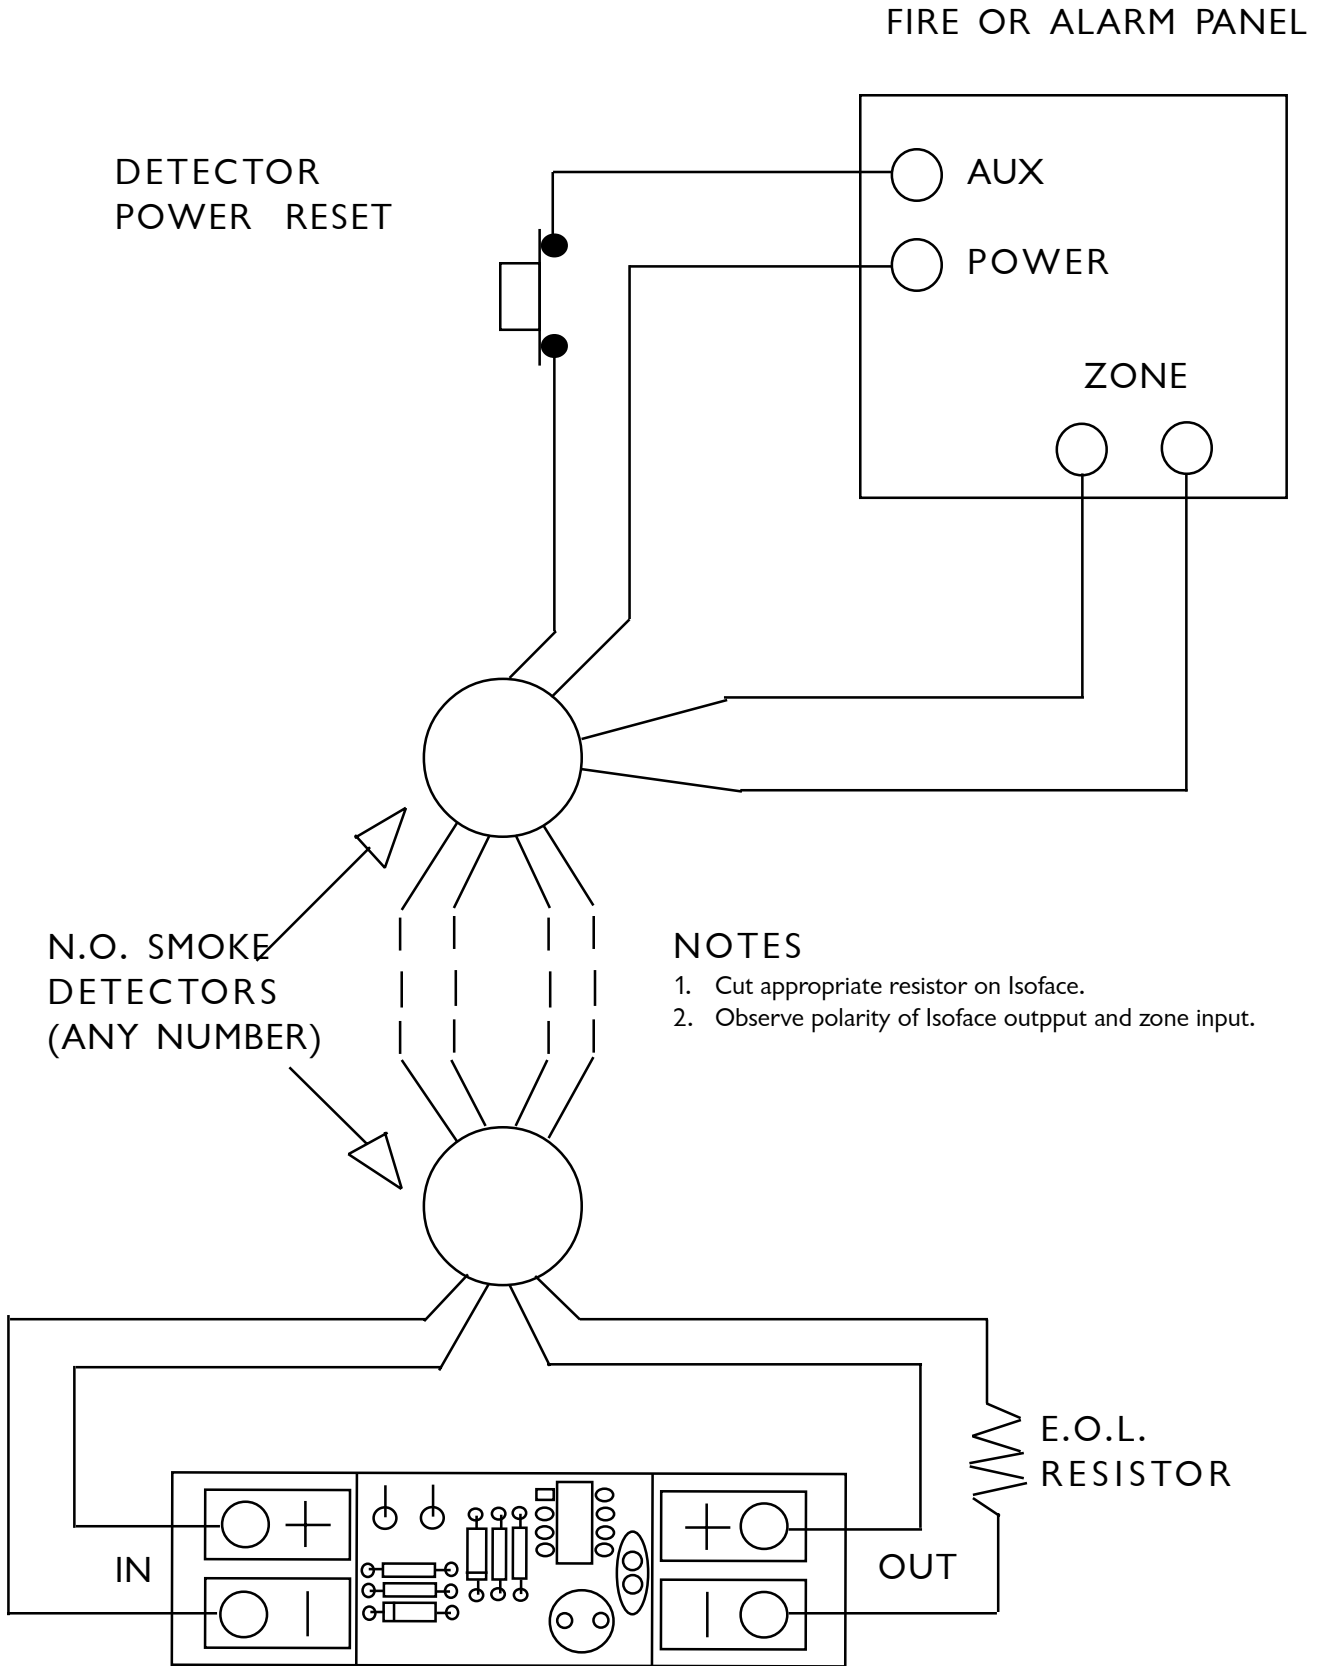 FIRE OR ALARM PANEL
DETECTOR
POWER RESET
AUX
POWER
ZONE
N.O. SMOKE
DETECTORS
(ANY NUMBER)
NOTES
1. Cut appropriate resistor on Isoface.
2. Observe polarity of Isoface outpput and zone input.
E.O.L.
RESISTOR
IN
OUT